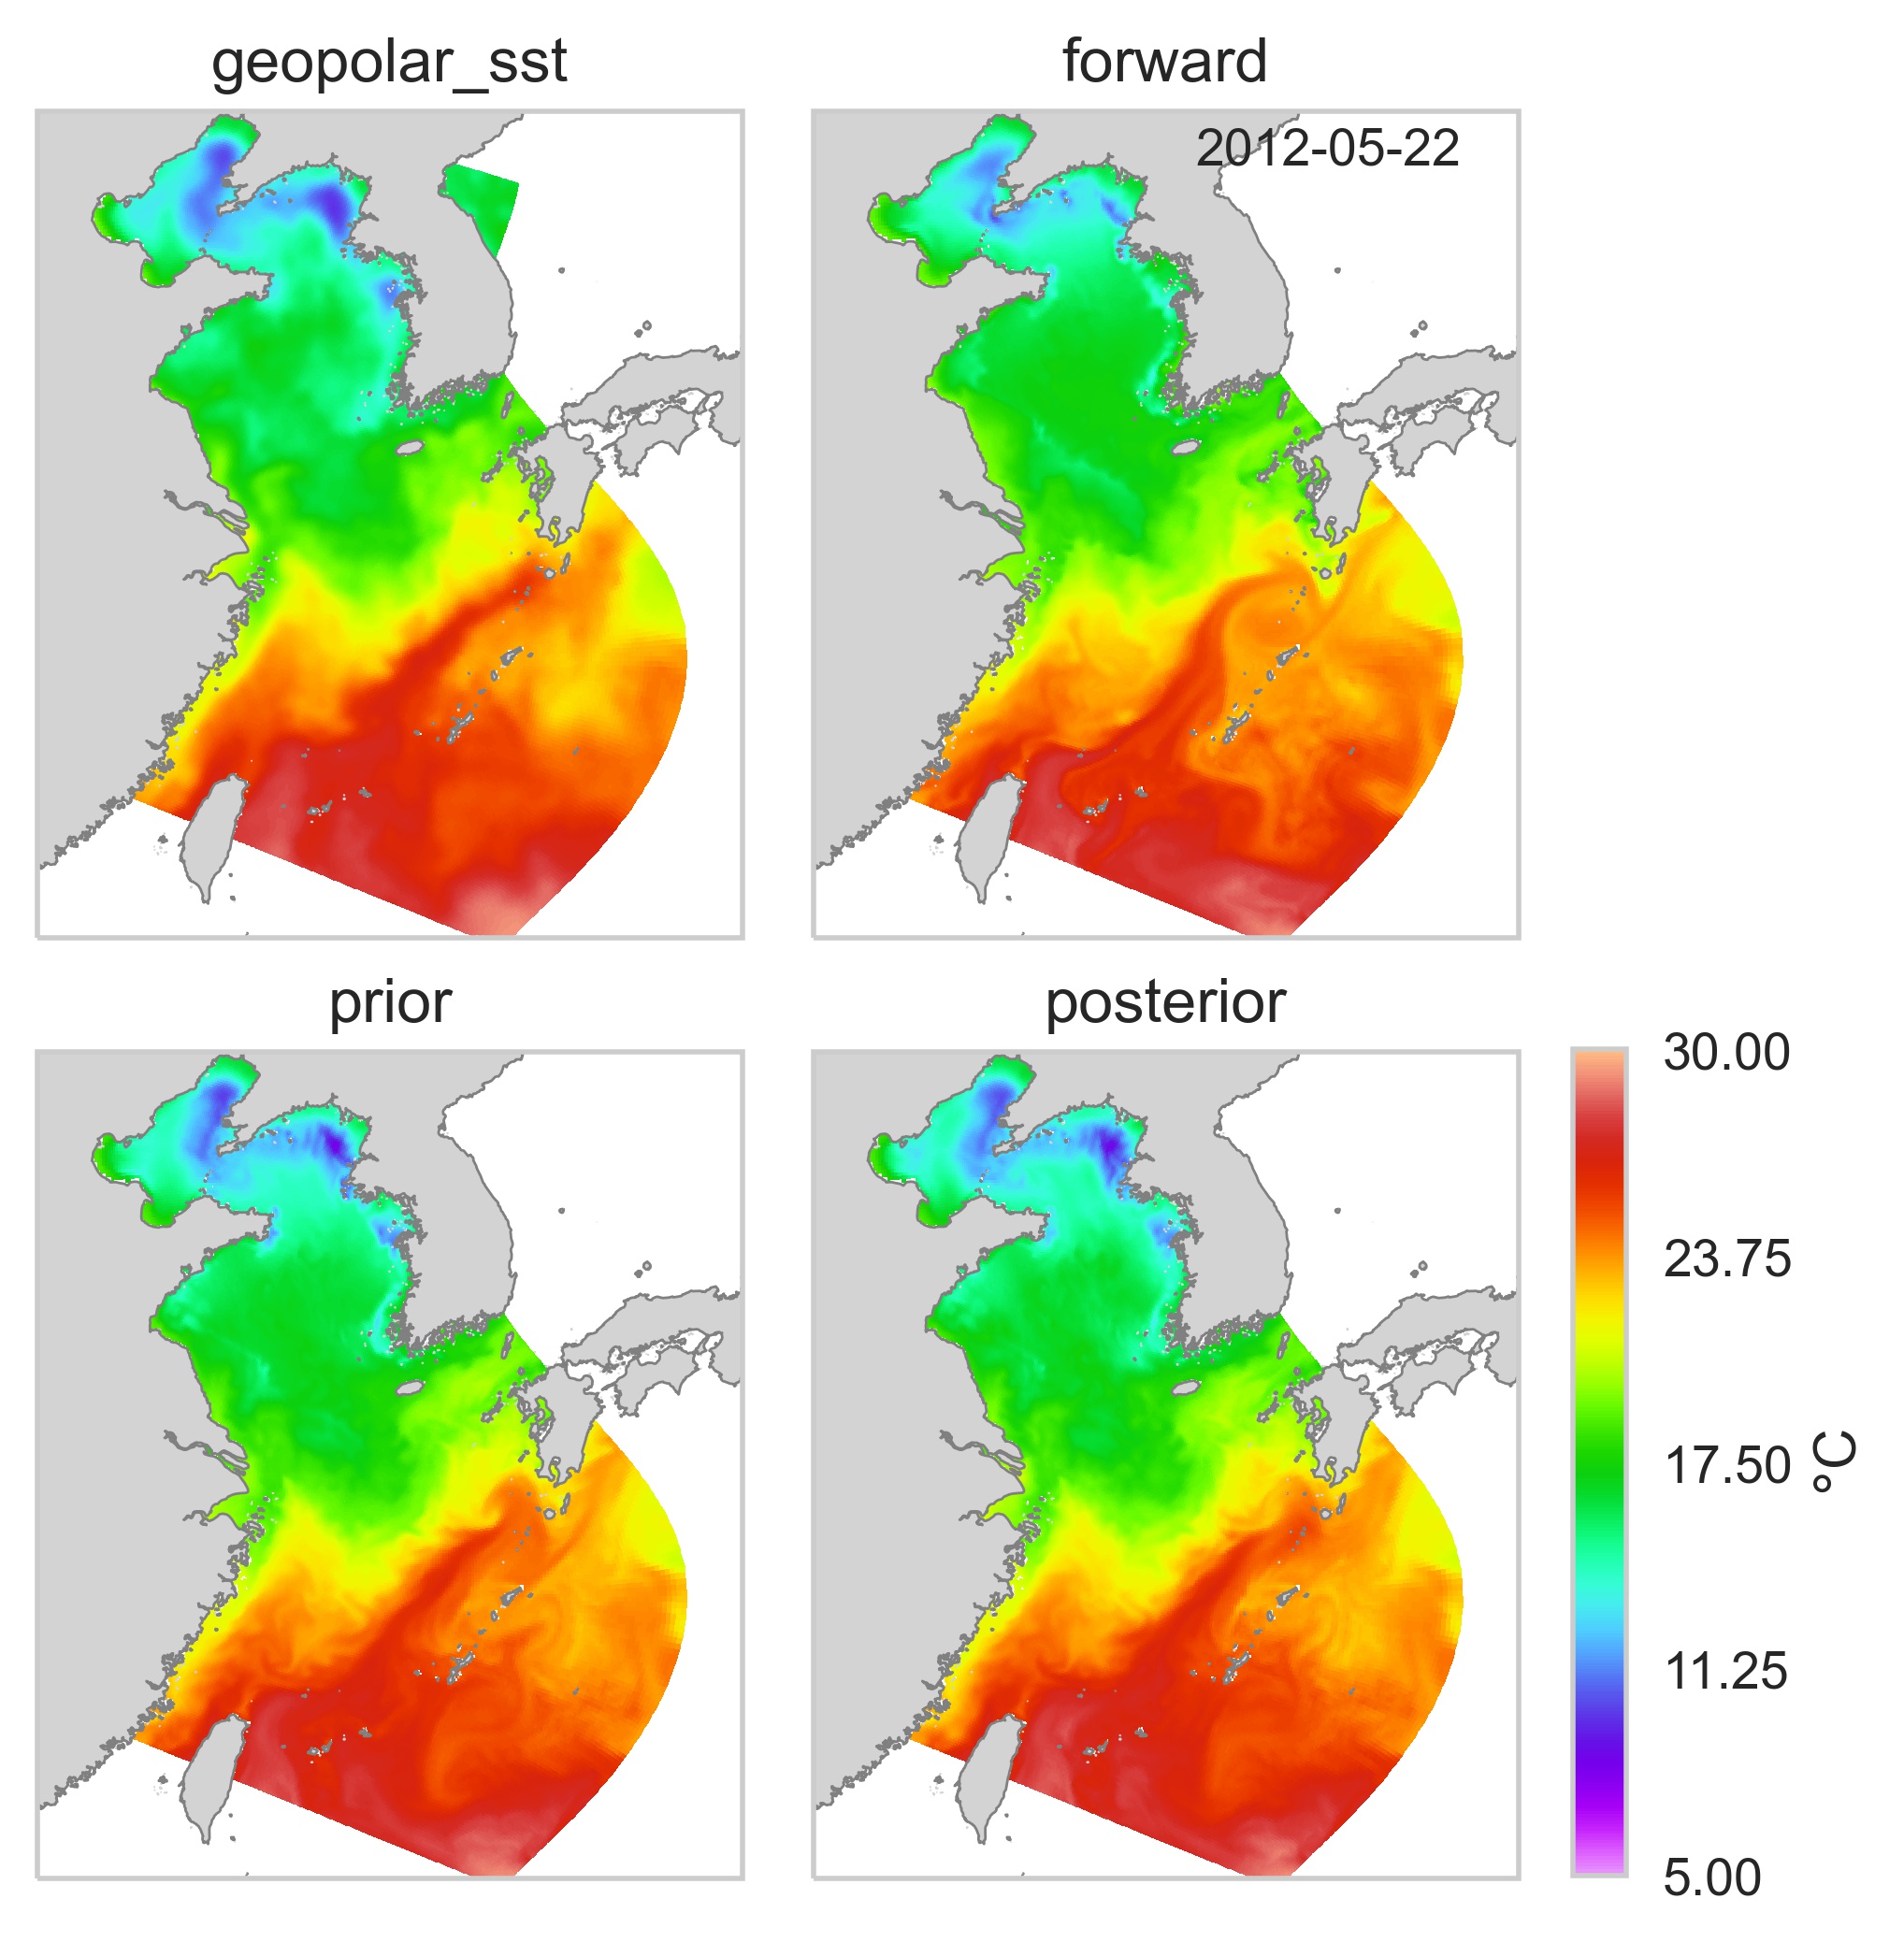 geopolar_sst
forward
2012-05-22
prior
posterior
30.00
23.75
17.50
11.25
5.00
°C